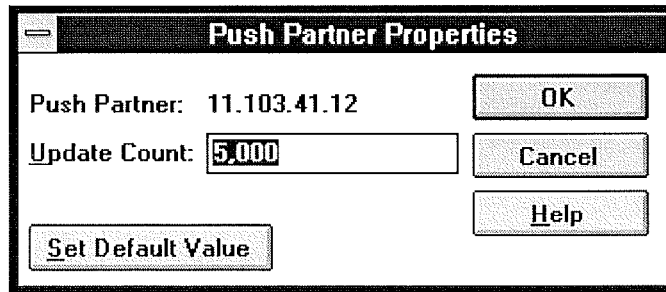 Push Partner Properties
Push Partner: 11.103.41.12
Update Count: 5,000
OK
Cancel
Help
Set Default Value